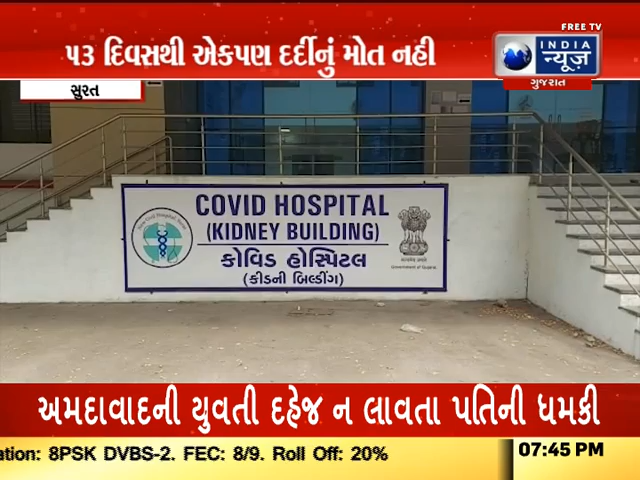 FREE TV
૫૩ દિવસથી એકપણ દર્દીનું મોત નહી
INDIA
न्यूज़
ગુજરાત
સુરત
COVID HOSPITAL
(KIDNEY BUILDING)
કોવિડ હોસ્પિટલ
(કીડની બિલ્ડીંગ)
Government of Gujarat
અમદાવાદની યુવતી દહેજ ન લાવતા પતિની ધમકી
ation: 8PSK DVBS-2. FEC: 8/9. Roll Off: 20%
07:45 PM